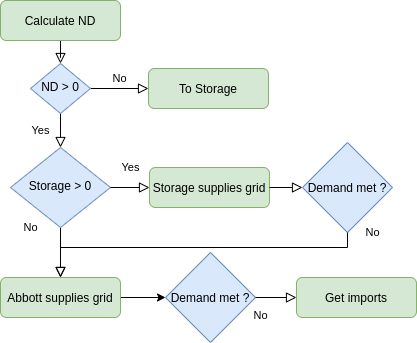 Calculate ND
ND > 0
No
To Storage
Yes
Storage > 0
Yes
Storage supplies grid
Demand met ?
No
No
Abbott supplies grid
Demand met ?
No
Get imports